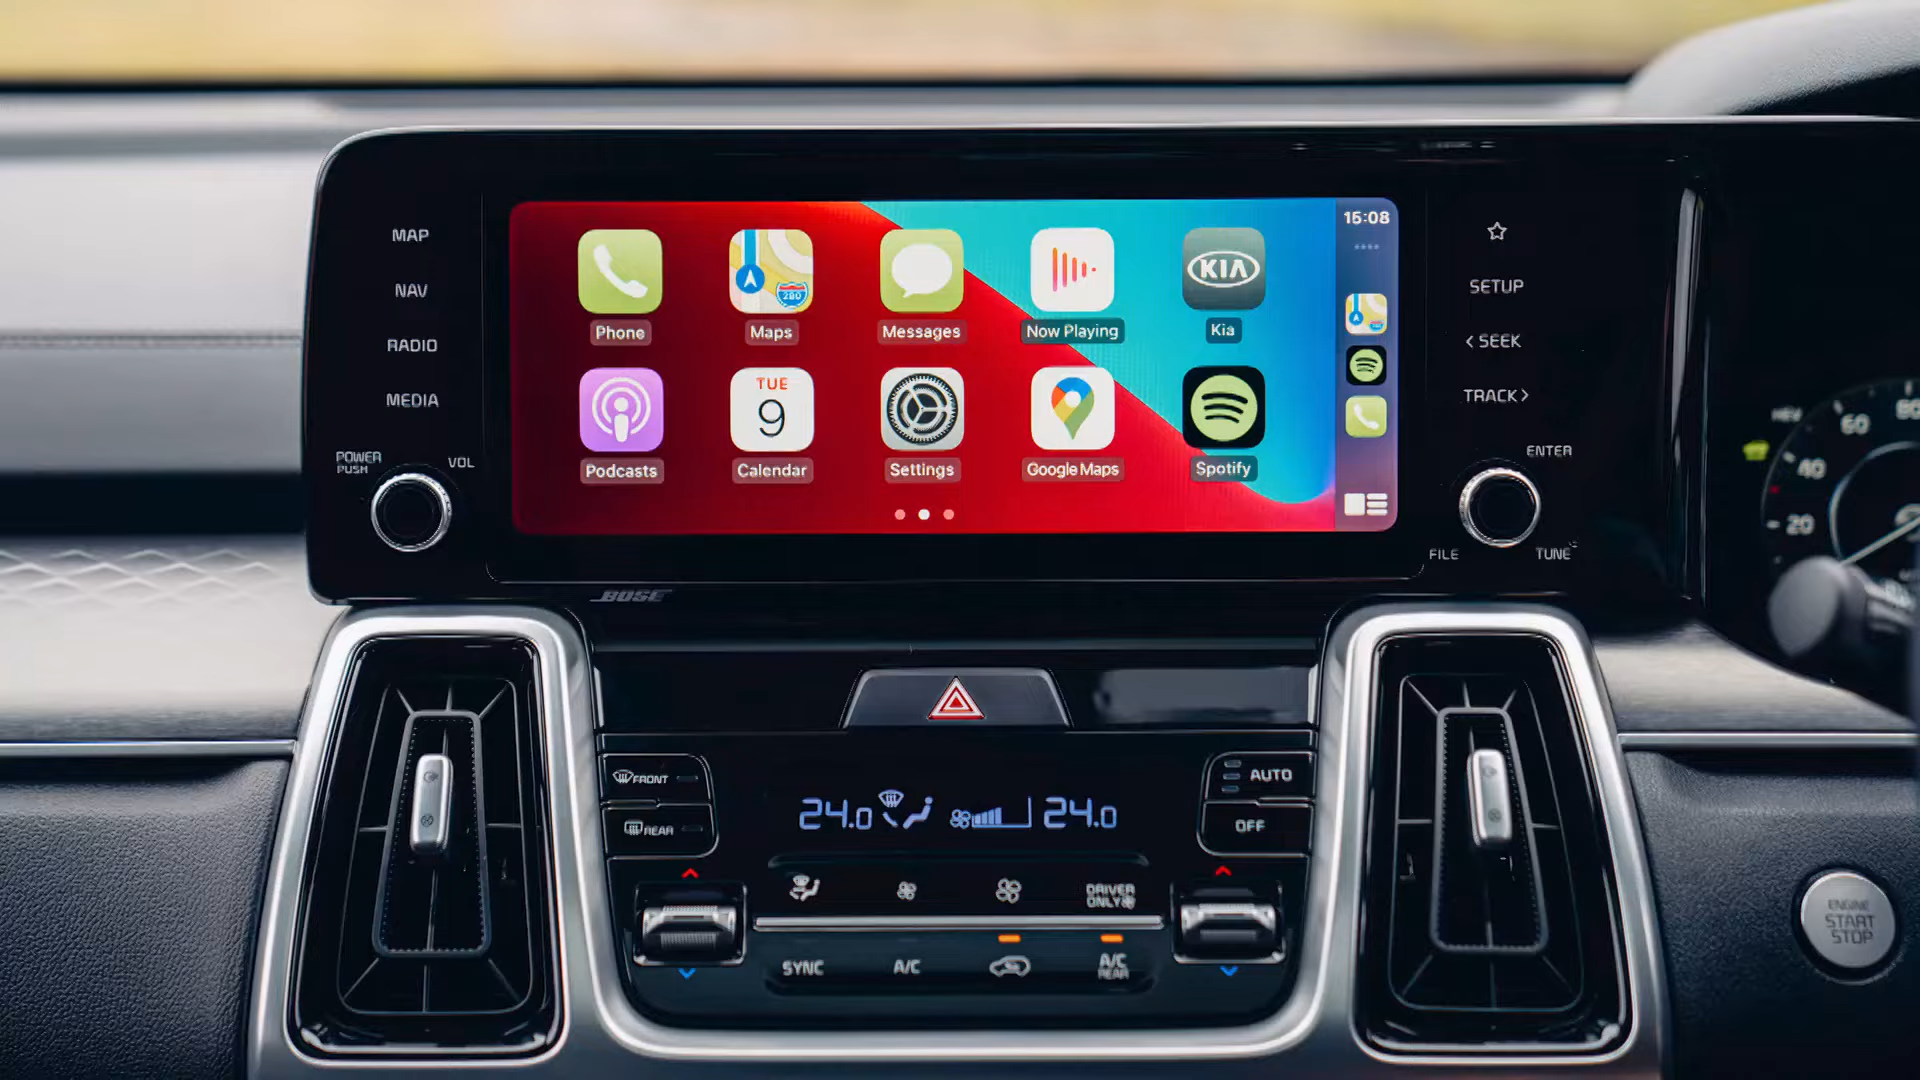 MAP
NAV
RADIO
MEDIA
POWER
PUSH
VOL
15:08
280
Phone
Maps
Messages
Now Playing
KIA
Kia
TUE
9
Podcasts
Calendar
Settings
Google Maps
Spotify
SETUP
< SEEK
TRACK >
ENTER
FILE
TUNE
BOSE
80
60
40
20
FRONT
REAR
24.0
24.0
AUTO
OFF
DRIVER
ONLY
SYNC
A/C
A/C
REAR
ENGINE
START
STOP